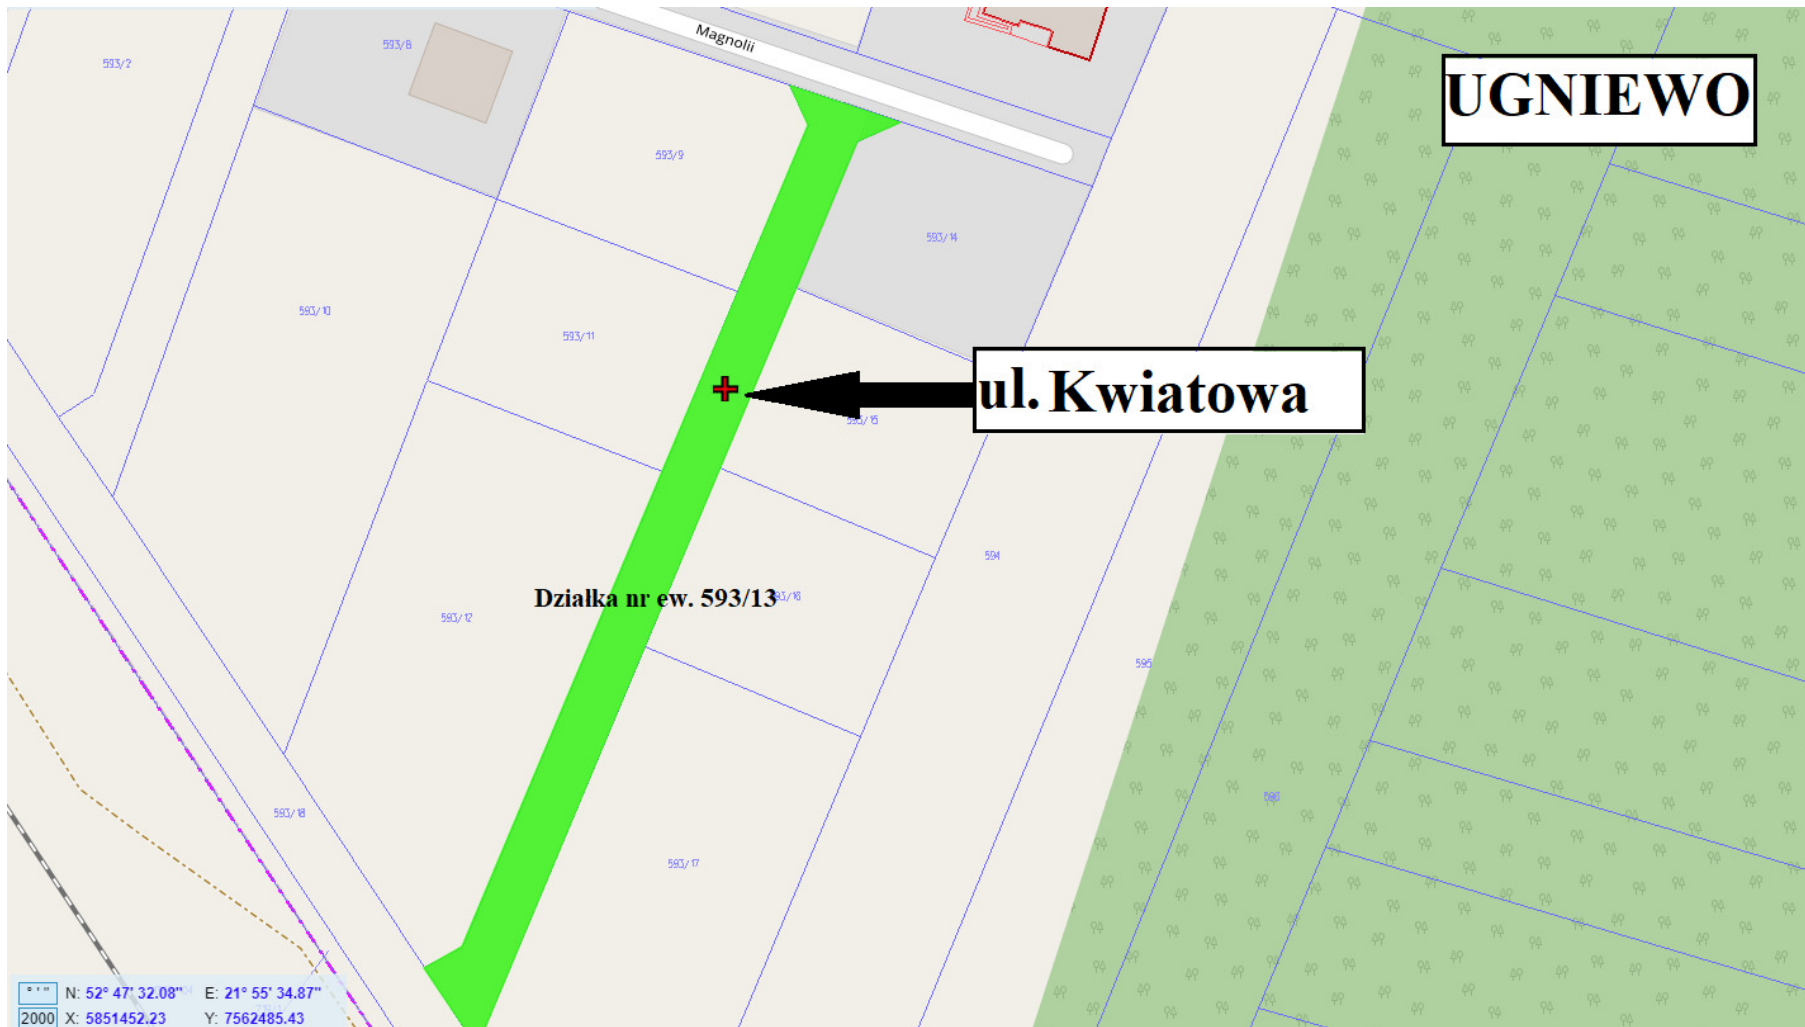 Magnolii
593/8
593/2
UGNIEWO
593/9
593/14
593/10
593/11
ul. Kwiatowa
593/15
594
Działka nr ew. 593/13
93/16
593/12
595
596
593/18
593/17
° ' " N: 52° 47' 32.08" E: 21° 55' 34.87"
2000 X: 5851452.23 Y: 7562485.43